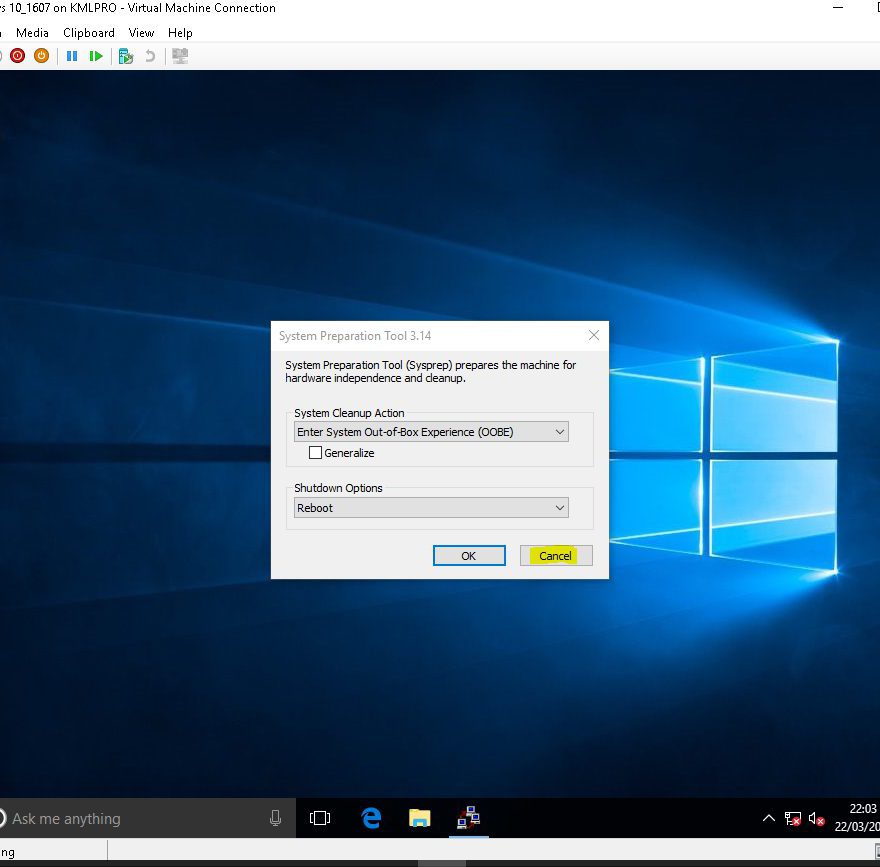 s 10_1607 on KMLPRO - Virtual Machine Connection
Media Clipboard View Help
System Preparation Tool 3.14
System Preparation Tool (Sysprep) prepares the machine for
hardware independence and cleanup.
System Cleanup Action
Enter System Out-of-Box Experience (OOBE)
Generalize
Shutdown Options
Reboot
OK Cancel
Ask me anything
22:03
22/03/20
ng